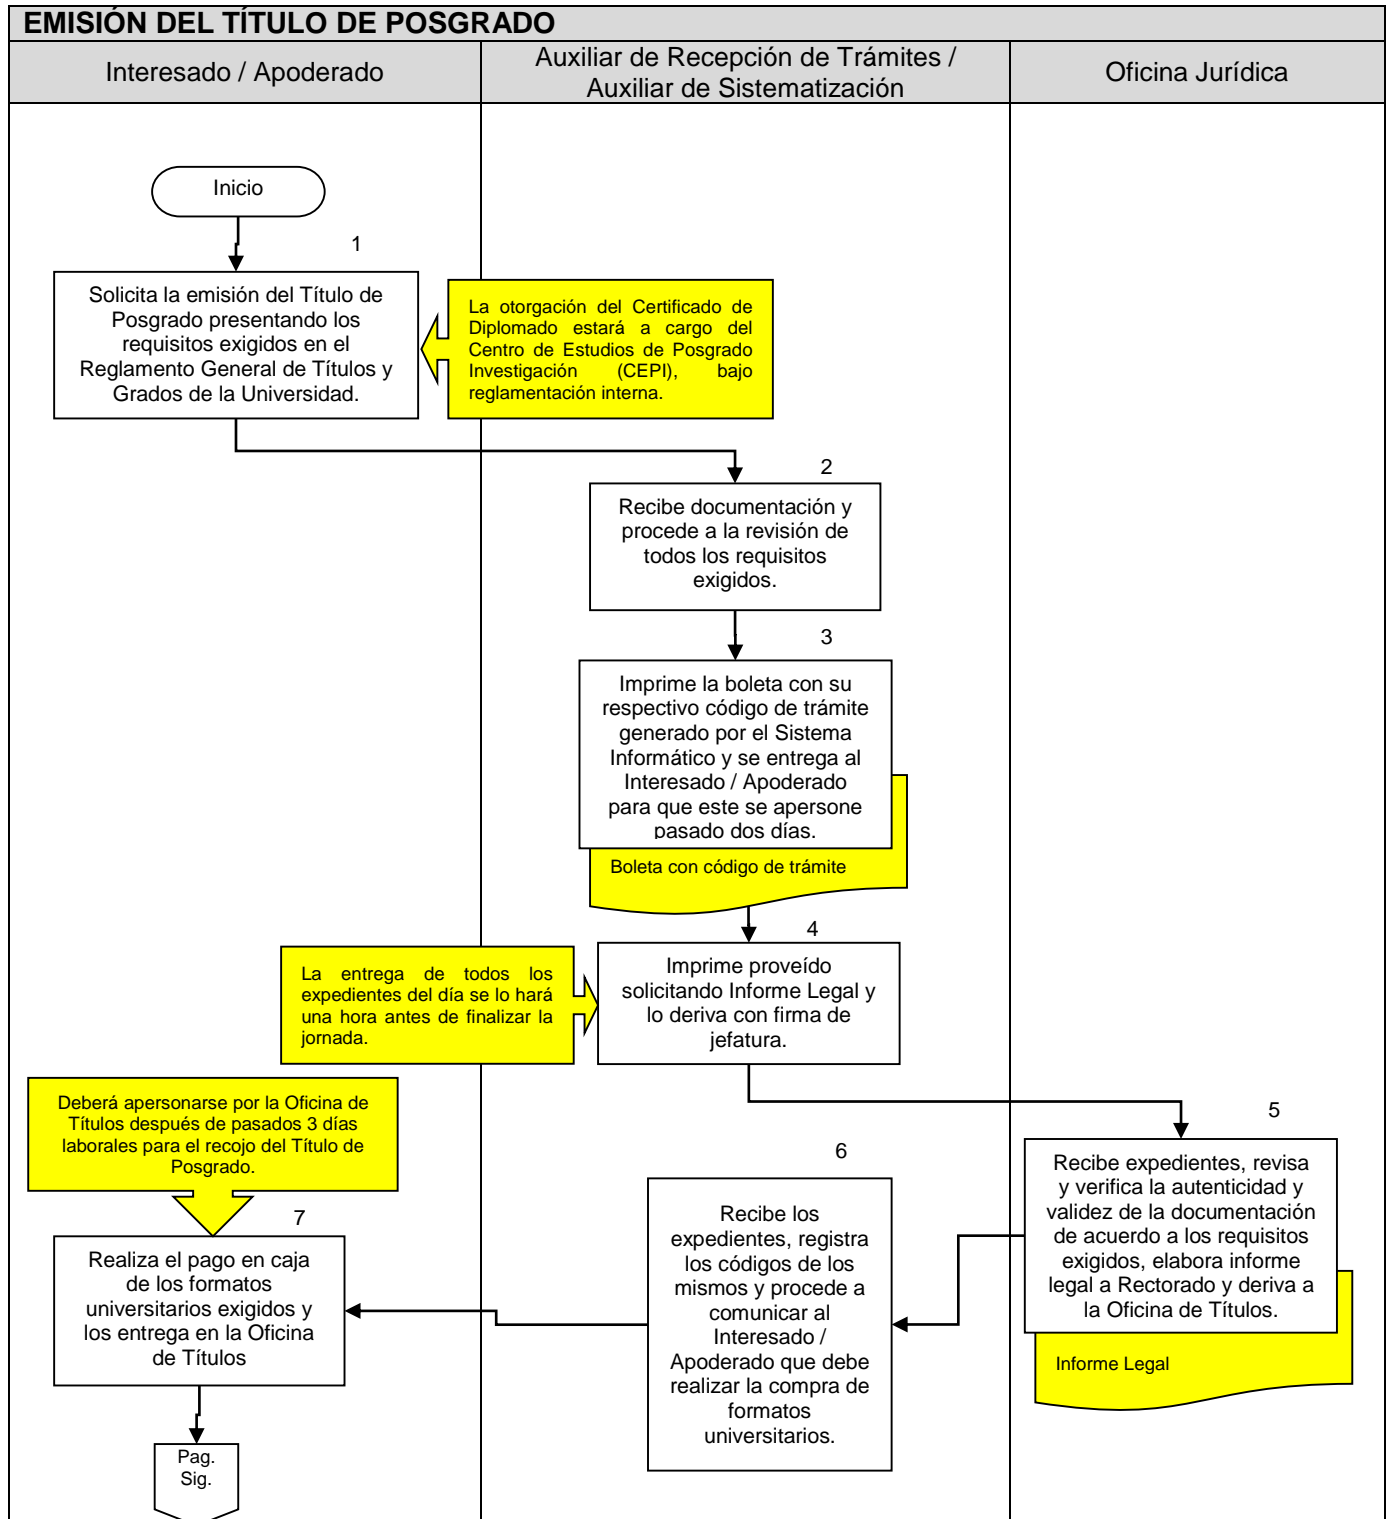 EMISIÓN DEL TÍTULO DE POSGRADO
Interesado / Apoderado
Auxiliar de Recepción de Trámites /
Auxiliar de Sistematización
Oficina Jurídica
Inicio
1
Solicita la emisión del Título de
Posgrado presentando los
requisitos exigidos en el
Reglamento General de Títulos y
Grados de la Universidad.
La otorgación del Certificado de
Diplomado estará a cargo del
Centro de Estudios de Posgrado
Investigación (CEPI), bajo
reglamentación interna.
2
Recibe documentación y
procede a la revisión de
todos los requisitos
exigidos.
3
Imprime la boleta con su
respectivo código de trámite
generado por el Sistema
Informático y se entrega al
Interesado / Apoderado
para que este se apersone
pasado dos días.
Boleta con código de trámite
4
Imprime proveído
solicitando Informe Legal y
lo deriva con firma de
jefatura.
La entrega de todos los
expedientes del día se lo hará
una hora antes de finalizar la
jornada.
5
Recibe expedientes, revisa
y verifica la autenticidad y
validez de la documentación
de acuerdo a los requisitos
exigidos, elabora informe
legal a Rectorado y deriva a
la Oficina de Títulos.
Informe Legal
6
Recibe los
expedientes, registra
los códigos de los
mismos y procede a
comunicar al
Interesado /
Apoderado que debe
realizar la compra de
formatos
universitarios.
Deberá apersonarse por la Oficina de
Títulos después de pasados 3 días
laborales para el recojo del Título de
Posgrado.
7
Realiza el pago en caja
de los formatos
universitarios exigidos y
los entrega en la Oficina
de Títulos
Pag.
Sig.